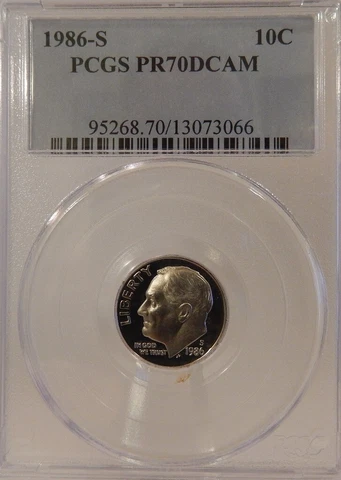 1986-S 10C
PCGS PR70DCAM
95268.70/13073066
LIBERTY
IN GOD
WE TRUST
S
1986